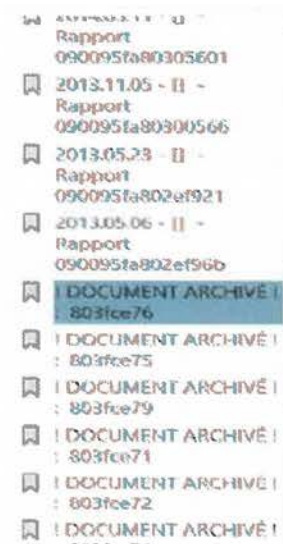 Rapport
090095fa80305601
2013.11.05 - [] -
Rapport
090095fa80300566
2013.05.23 - [] -
Rapport
090095fa802ef921
2013.05.06 - [] -
Rapport
090095fa802ef96b
! DOCUMENT ARCHIVÉ !
: 803fce76
! DOCUMENT ARCHIVÉ !
: 803fce75
! DOCUMENT ARCHIVÉ !
: 803fce79
! DOCUMENT ARCHIVÉ !
: 803fce71
! DOCUMENT ARCHIVÉ !
: 803fce72
! DOCUMENT ARCHIVÉ !